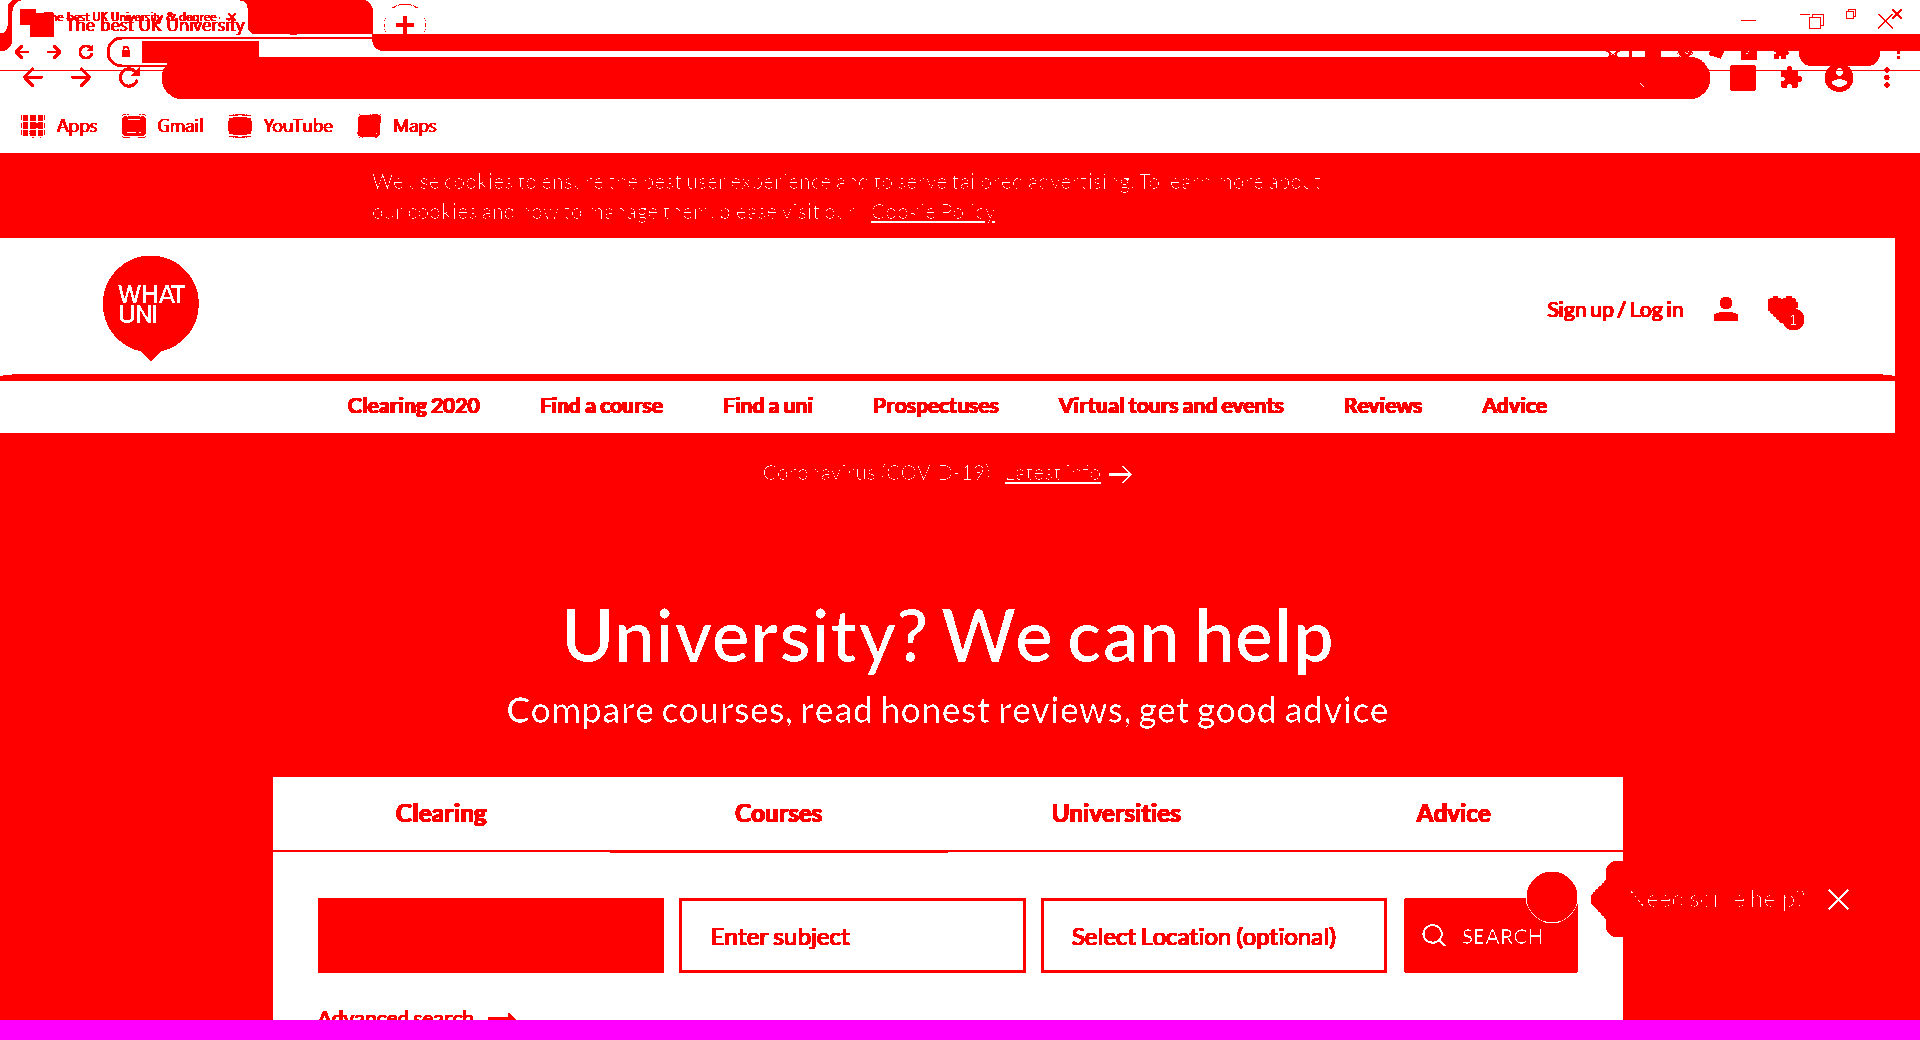 The best UK University & degree
The best UK University
Apps Gmail YouTube Maps
We use cookies to ensure the best user experience and to serve tailored advertising. To learn more about
our cookies and how to manage them please visit our Cookie Policy
WHAT
UNI
Sign up / Log in
1
Clearing 2020 Find a course Find a uni Prospectuses Virtual tours and events Reviews Advice
Coronavirus (COVID-19) Latest info
University? We can help
Compare courses, read honest reviews, get good advice
Clearing Courses Universities Advice
Need some help?
Enter subject Select Location (optional) SEARCH
Advanced search